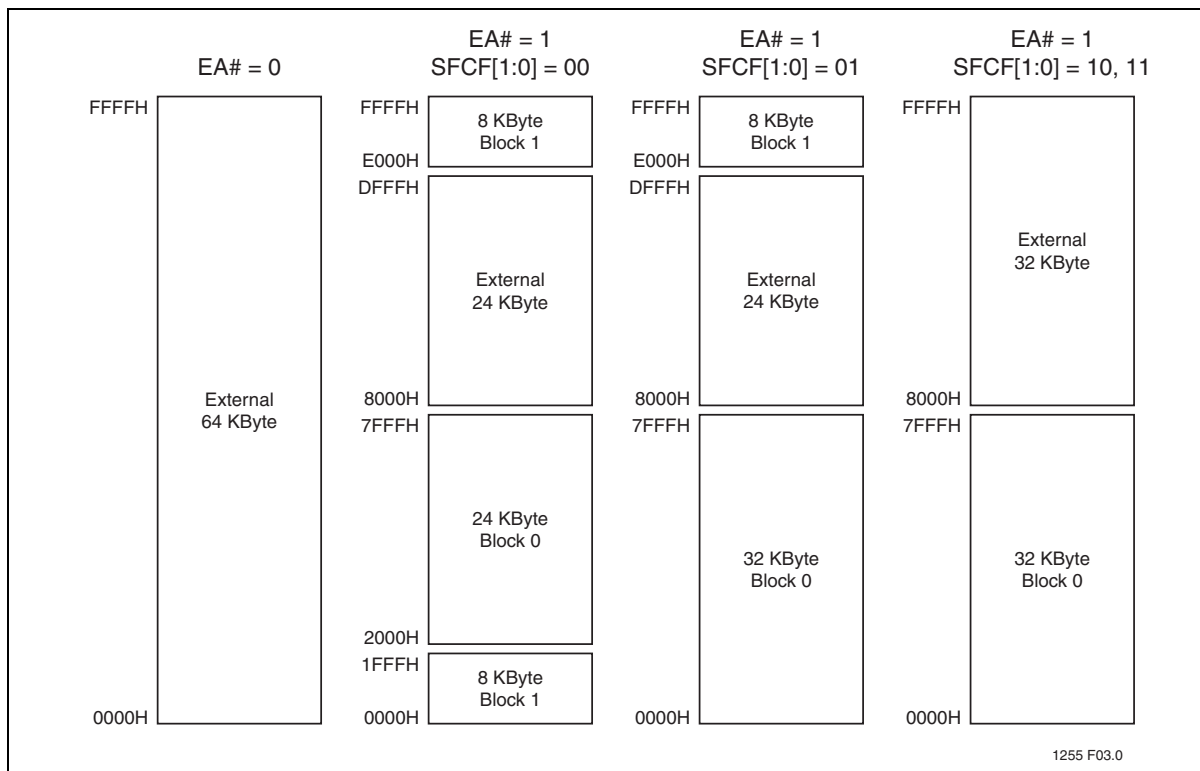 EA# = 0
FFFFH
External
64 KByte
0000H
EA# = 1
SFCF[1:0] = 00
FFFFH
8 KByte
Block 1
E000H
DFFFH
External
24 KByte
8000H
7FFFH
24 KByte
Block 0
2000H
1FFFH
8 KByte
Block 1
0000H
EA# = 1
SFCF[1:0] = 01
FFFFH
8 KByte
Block 1
E000H
DFFFH
External
24 KByte
8000H
7FFFH
32 KByte
Block 0
0000H
EA# = 1
SFCF[1:0] = 10, 11
FFFFH
External
32 KByte
8000H
7FFFH
32 KByte
Block 0
0000H
1255 F03.0